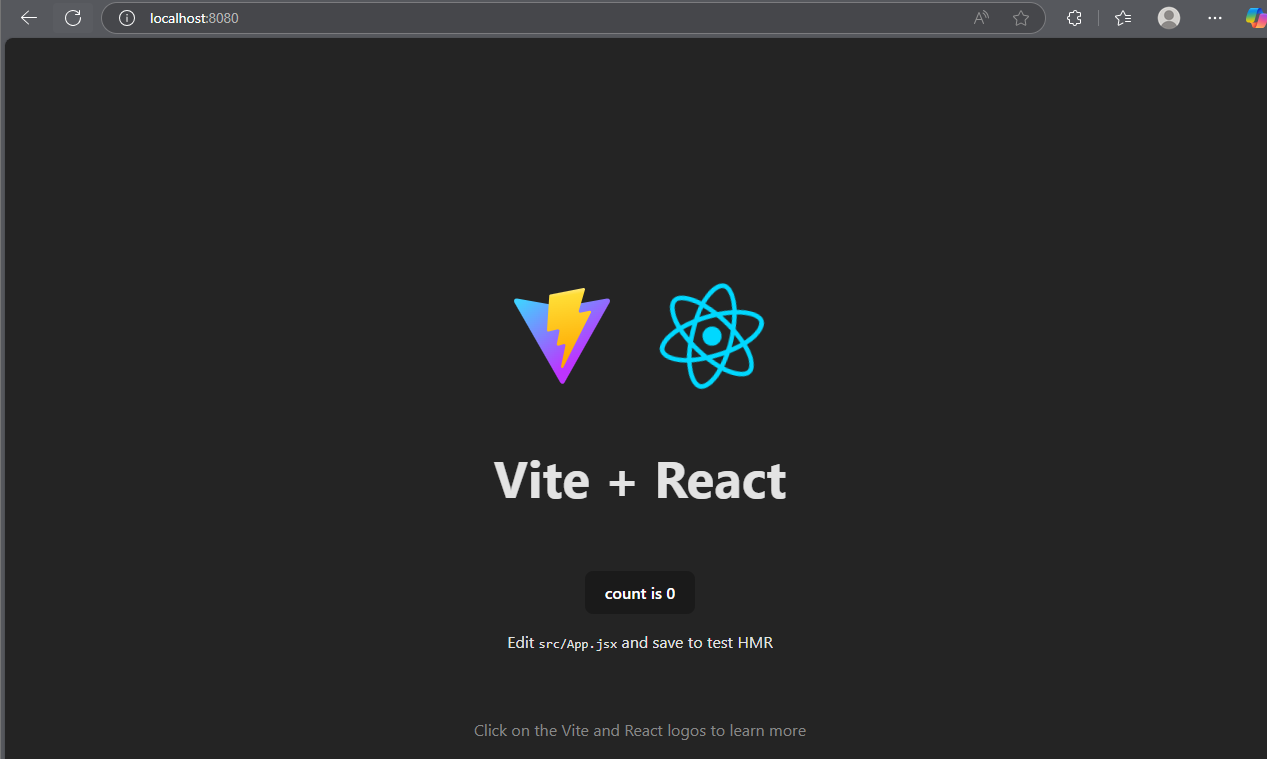 localhost:8080
Vite + React
count is 0
Edit src/App.jsx and save to test HMR
Click on the Vite and React logos to learn more